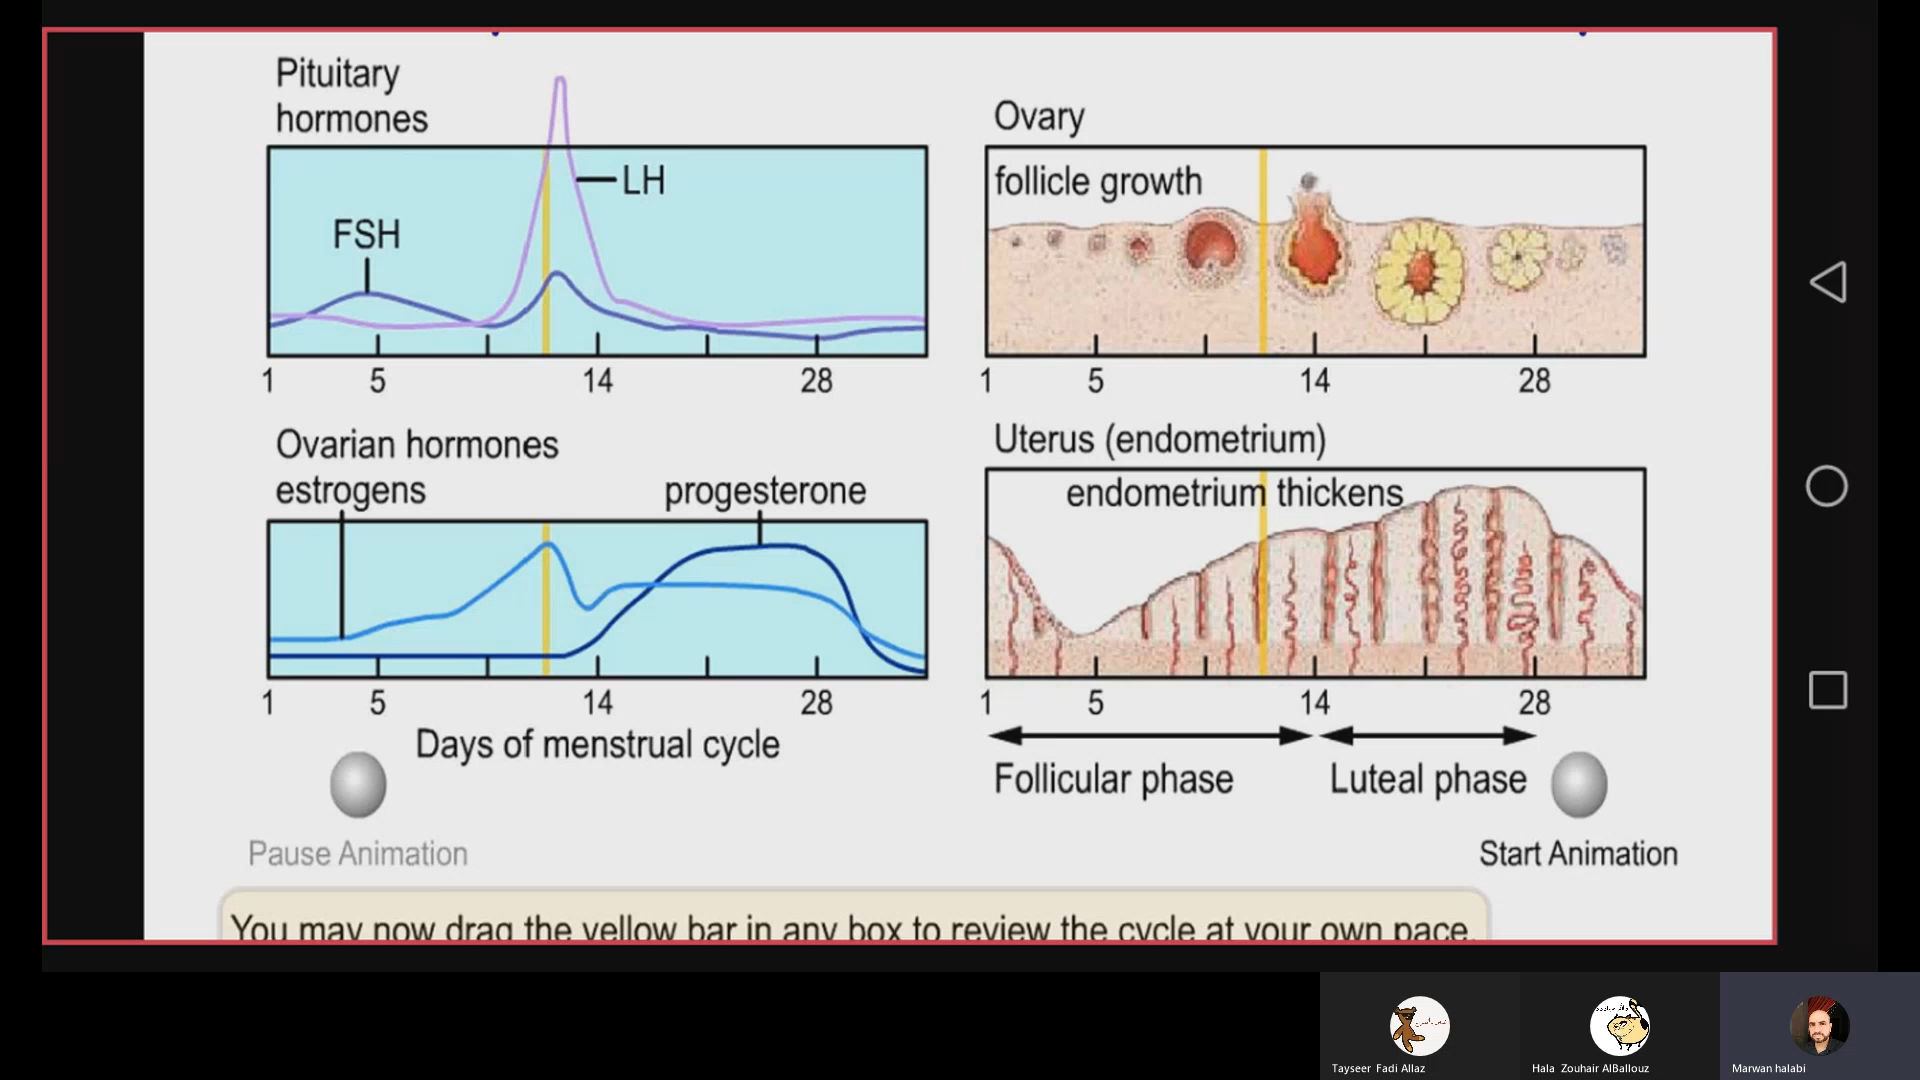 Pituitary
hormones
LH
FSH
1 5 14 28
Ovary
follicle growth
1 5 14 28
Ovarian hormones
estrogens progesterone
1 5 14 28
Days of menstrual cycle
Uterus (endometrium)
endometrium thickens
1 5 14 28
Follicular phase Luteal phase
Pause Animation
Start Animation
You may now drag the yellow bar in any box to review the cycle at your own pace.
Tayseer Fadi Allaz
Hala Zouhair AlBallouz
Marwan halabi